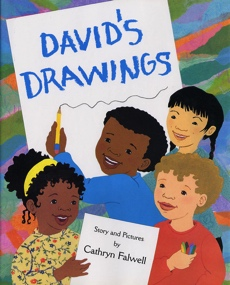 DAVID'S
DRAWINGS
Story and Pictures
by
Cathryn Falwell